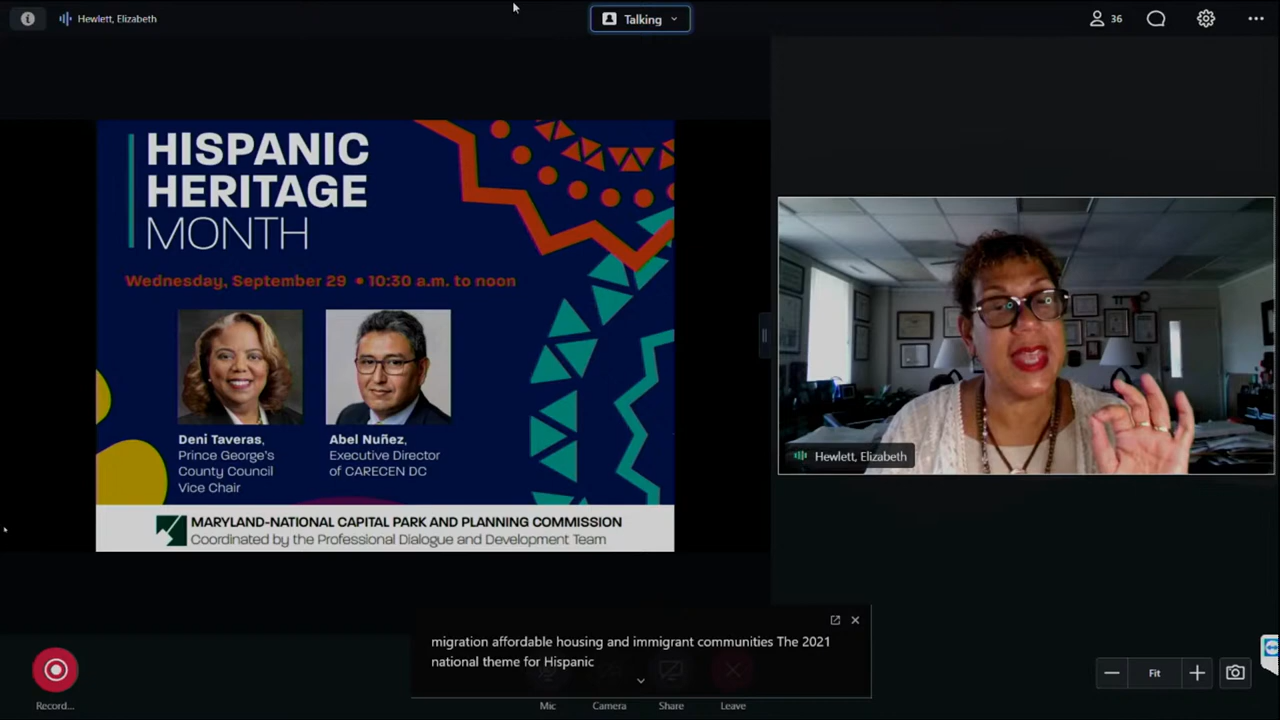 Hewlett, Elizabeth
Talking
36
HISPANIC
HERITAGE
MONTH
Wednesday, September 29 • 10:30 a.m. to noon
Deni Taveras,
Prince George's
County Council
Vice Chair
Abel Nuñez,
Executive Director
of CARECEN DC
MARYLAND-NATIONAL CAPITAL PARK AND PLANNING COMMISSION
Coordinated by the Professional Dialogue and Development Team
Hewlett, Elizabeth
migration affordable housing and immigrant communities The 2021
national theme for Hispanic
Record...
Mic
Camera
Share
Leave
Fit